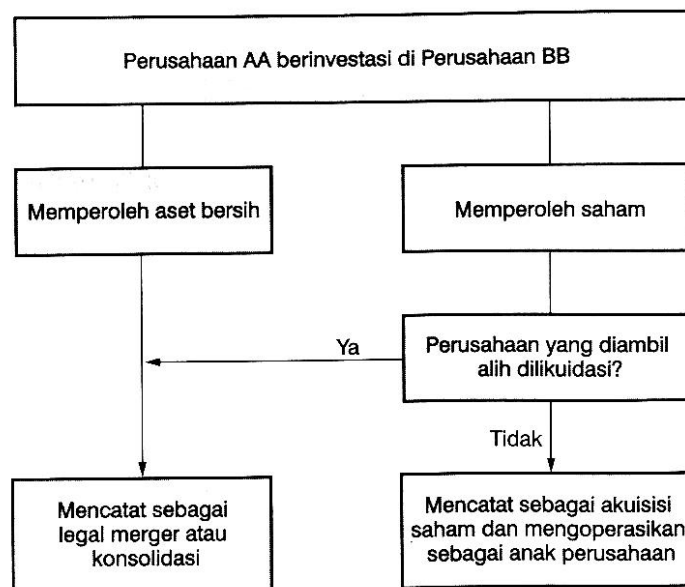 Perusahaan AA berinvestasi di Perusahaan BB
Memperoleh aset bersih
Memperoleh saham
Ya
Perusahaan yang diambil
alih dilikuidasi?
Tidak
Mencatat sebagai
legal merger atau
konsolidasi
Mencatat sebagai akuisisi
saham dan mengoperasikan
sebagai anak perusahaan